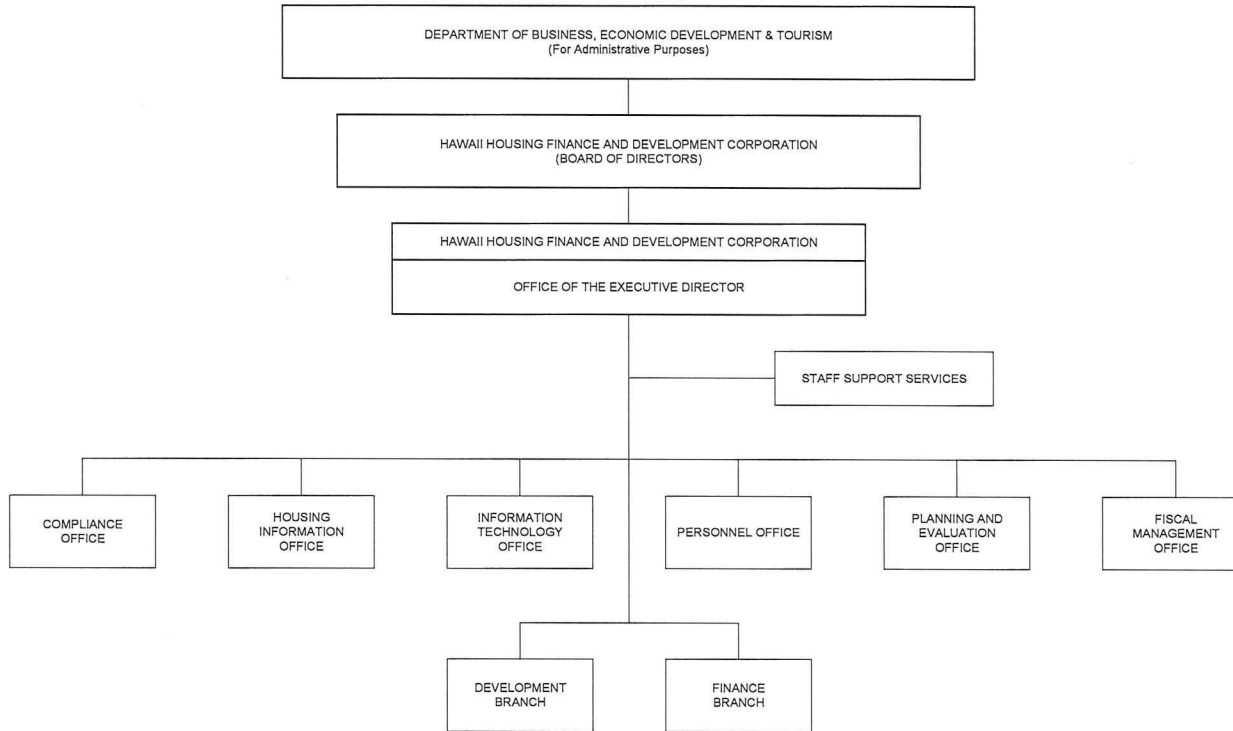 DEPARTMENT OF BUSINESS, ECONOMIC DEVELOPMENT & TOURISM
(For Administrative Purposes)
HAWAII HOUSING FINANCE AND DEVELOPMENT CORPORATION
(BOARD OF DIRECTORS)
HAWAII HOUSING FINANCE AND DEVELOPMENT CORPORATION
OFFICE OF THE EXECUTIVE DIRECTOR
STAFF SUPPORT SERVICES
COMPLIANCE
OFFICE
HOUSING
INFORMATION
OFFICE
INFORMATION
TECHNOLOGY
OFFICE
PERSONNEL OFFICE
PLANNING AND
EVALUATION
OFFICE
FISCAL
MANAGEMENT
OFFICE
DEVELOPMENT
BRANCH
FINANCE
BRANCH